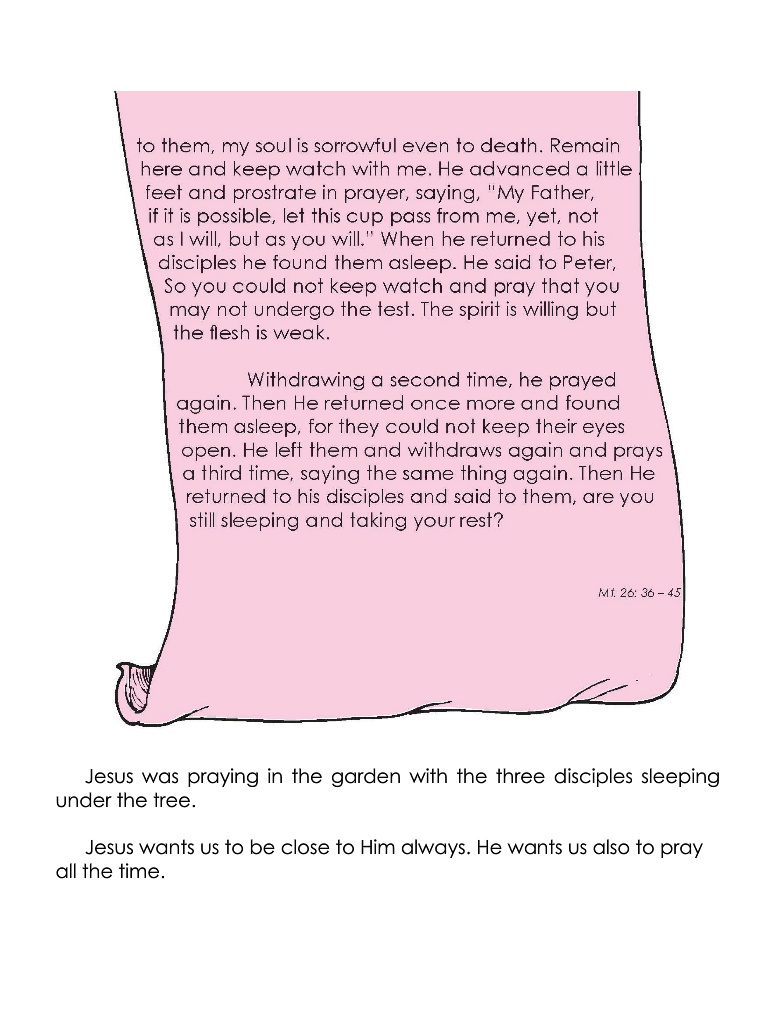 to them, my soul is sorrowful even to death. Remain
here and keep watch with me. He advanced a little
feet and prostrate in prayer, saying, "My Father,
if it is possible, let this cup pass from me, yet, not
as I will, but as you will." When he returned to his
disciples he found them asleep. He said to Peter,
So you could not keep watch and pray that you
may not undergo the test. The spirit is willing but
the flesh is weak.
Withdrawing a second time, he prayed
again. Then He returned once more and found
them asleep, for they could not keep their eyes
open. He left them and withdraws again and prays
a third time, saying the same thing again. Then He
returned to his disciples and said to them, are you
still sleeping and taking your rest?
Mt. 26: 36 – 45
Jesus was praying in the garden with the three disciples sleeping
under the tree.
Jesus wants us to be close to Him always. He wants us also to pray
all the time.